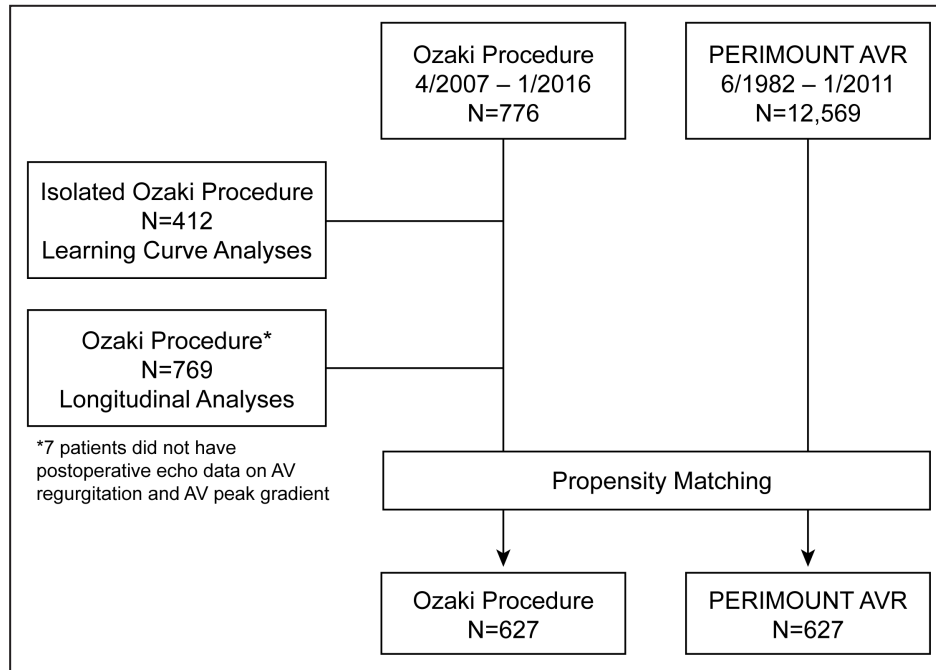 Ozaki Procedure
4/2007 – 1/2016
N=776
PERIMOUNT AVR
6/1982 – 1/2011
N=12,569
Isolated Ozaki Procedure
N=412
Learning Curve Analyses
Ozaki Procedure*
N=769
Longitudinal Analyses
*7 patients did not have
postoperative echo data on AV
regurgitation and AV peak gradient
Propensity Matching
Ozaki Procedure
N=627
PERIMOUNT AVR
N=627